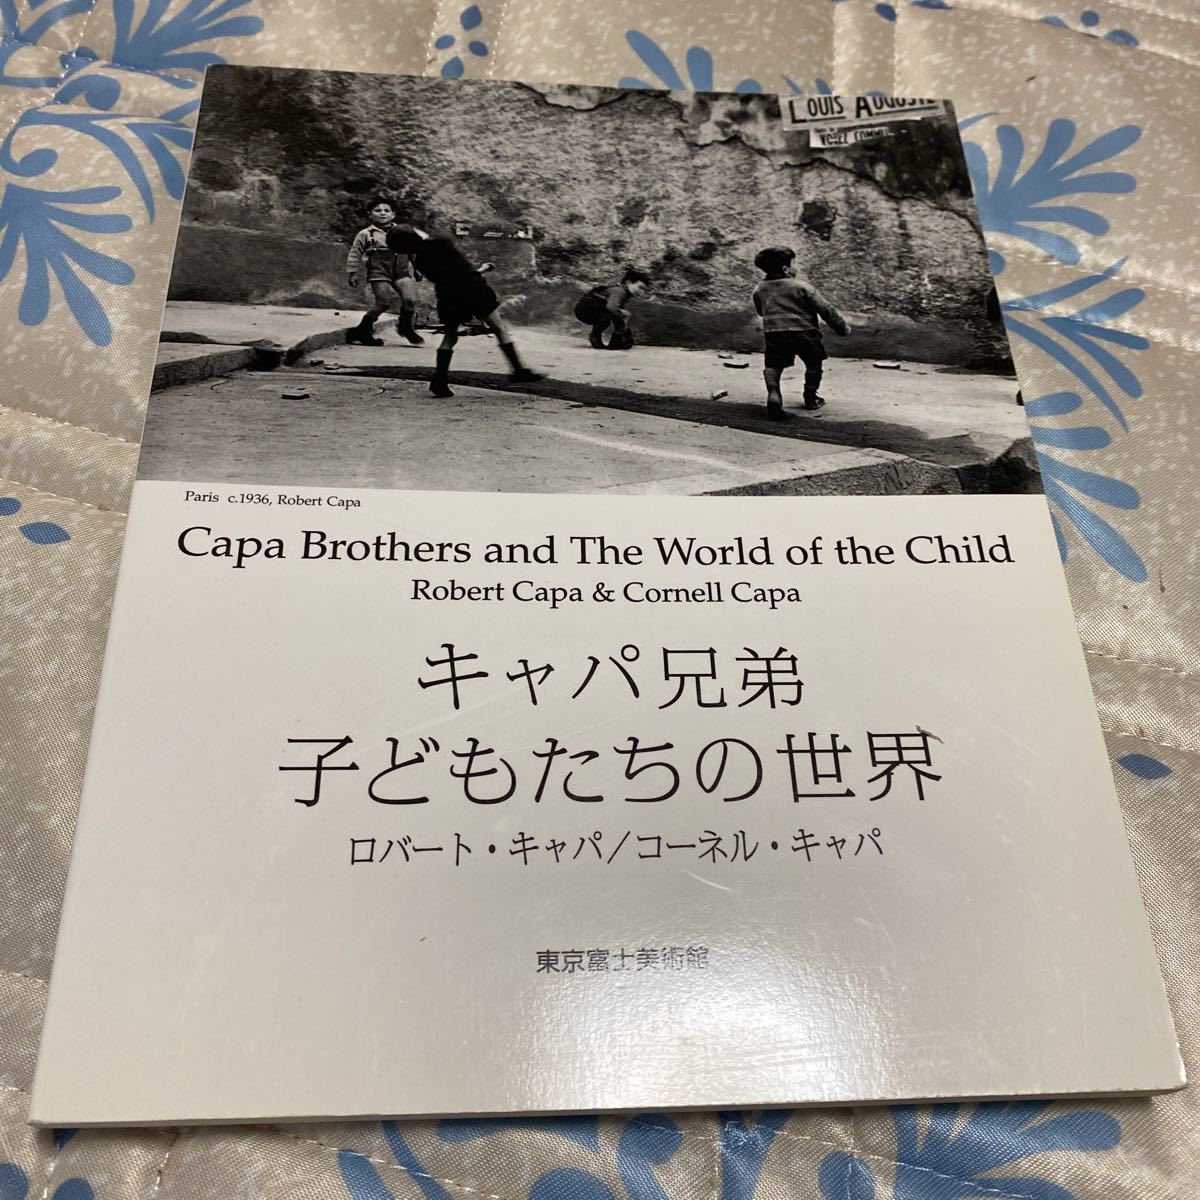 LOUIS AUGUSTE
Paris c.1936, Robert Capa
Capa Brothers and The World of the Child
Robert Capa & Cornell Capa
キャパ兄弟
子どもたちの世界
ロバート・キャパ/コーネル・キャパ
東京富士美術館